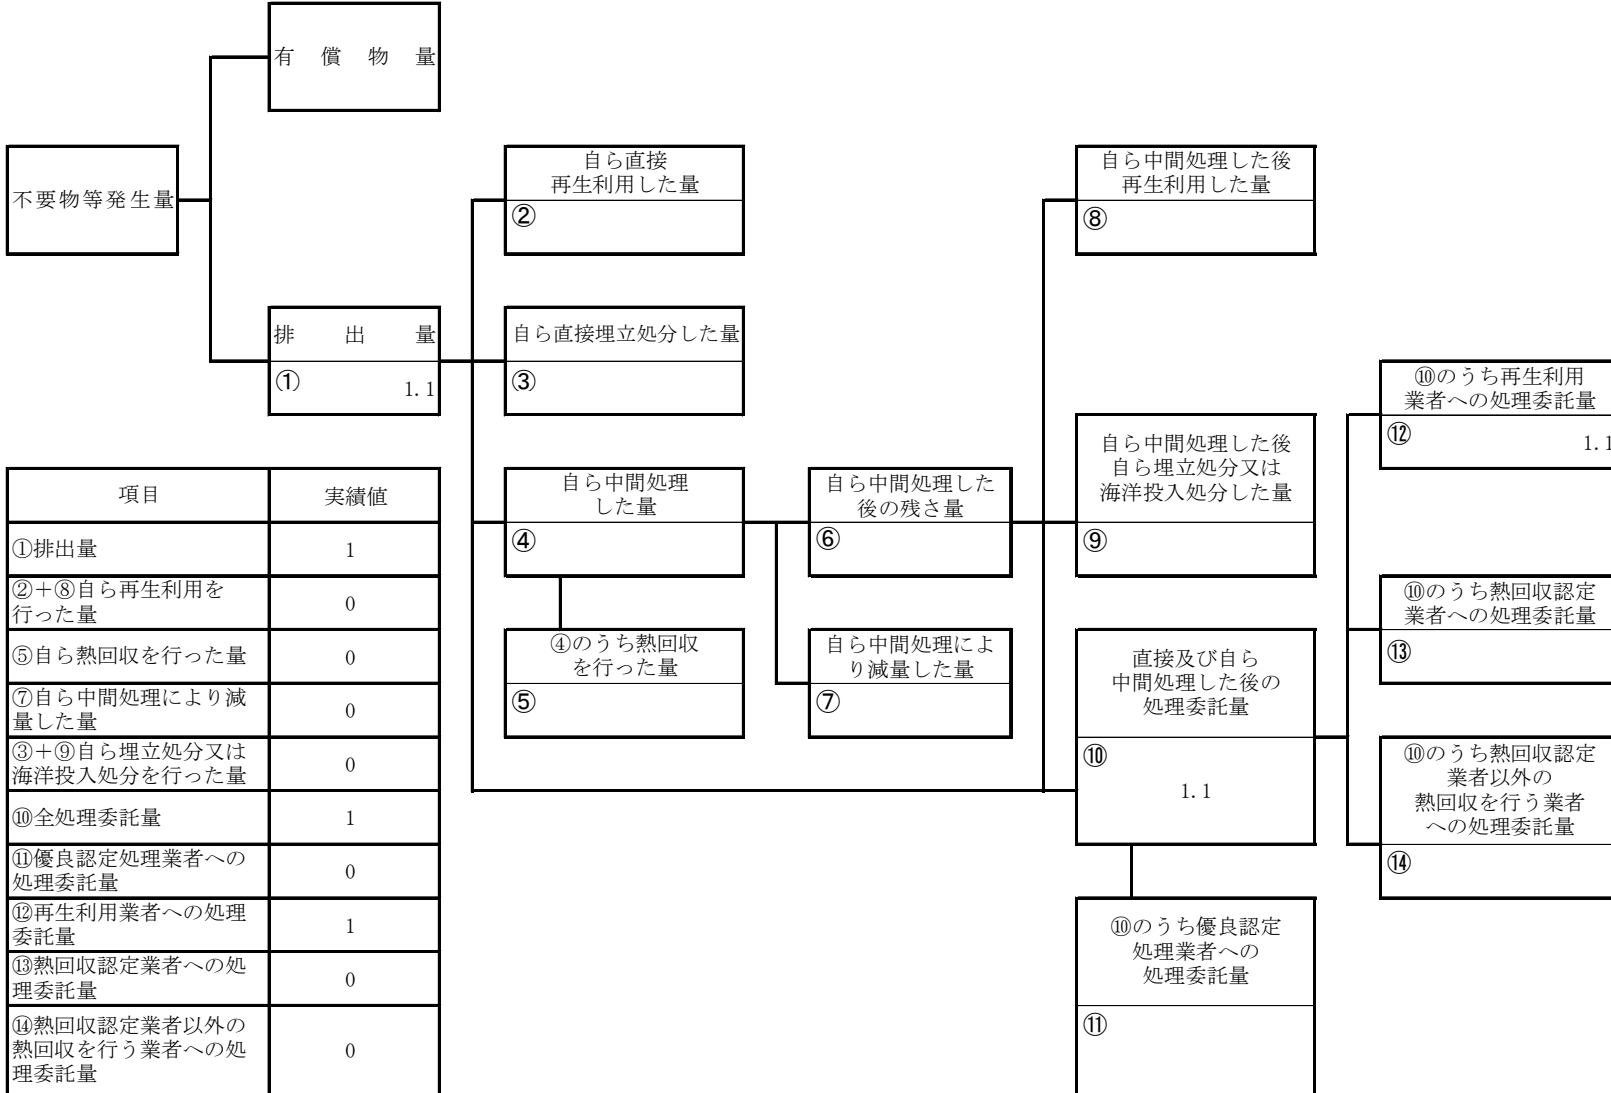 有償物量
不要物等発生量
排出量
① 1.1
自ら直接
再生利用した量
②
自ら直接埋立処分した量
③
自ら中間処理
した量
④
④のうち熱回収
を行った量
⑤
自ら中間処理した
後の残さ量
⑥
自ら中間処理によ
り減量した量
⑦
自ら中間処理した後
再生利用した量
⑧
自ら中間処理した後
自ら埋立処分又は
海洋投入処分した量
⑨
直接及び自ら
中間処理した後の
処理委託量
⑩
1.1
⑩のうち優良認定
処理業者への
処理委託量
⑪
⑩のうち再生利用
業者への処理委託量
⑫ 1.1
⑩のうち熱回収認定
業者への処理委託量
⑬
⑩のうち熱回収認定
業者以外の
熱回収を行う業者
への処理委託量
⑭
項目 実績値
①排出量 1
②＋⑧自ら再生利用を
行った量 0
⑤自ら熱回収を行った量 0
⑦自ら中間処理により減
量した量 0
③＋⑨自ら埋立処分又は
海洋投入処分を行った量 0
⑩全処理委託量 1
⑪優良認定処理業者への
処理委託量 0
⑫再生利用業者への処理
委託量 1
⑬熱回収認定業者への処
理委託量 0
⑭熱回収認定業者以外の
熱回収を行う業者への処
理委託量 0